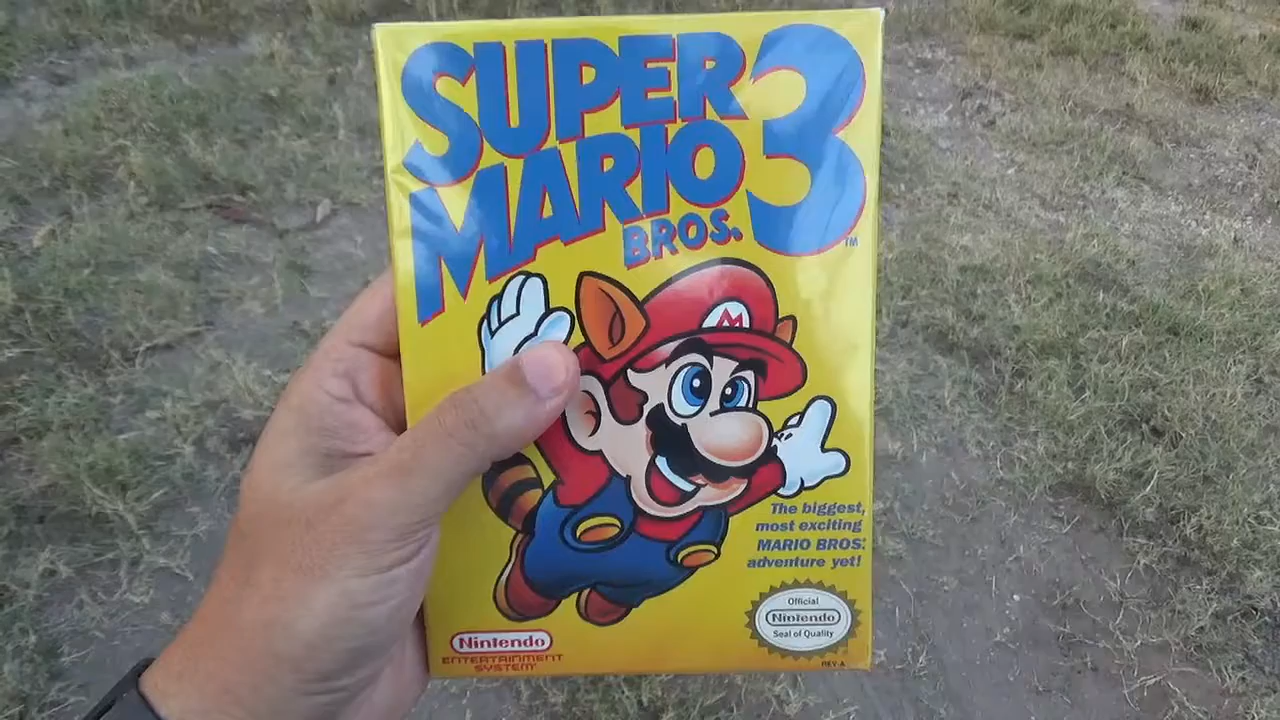 SUPER
MARIO
BROS.
3
TM
M
The biggest,
most exciting
MARIO BROS.
adventure yet!
Official
Nintendo
Seal of Quality
Nintendo
ENTERTAINMENT
SYSTEM
REV-A